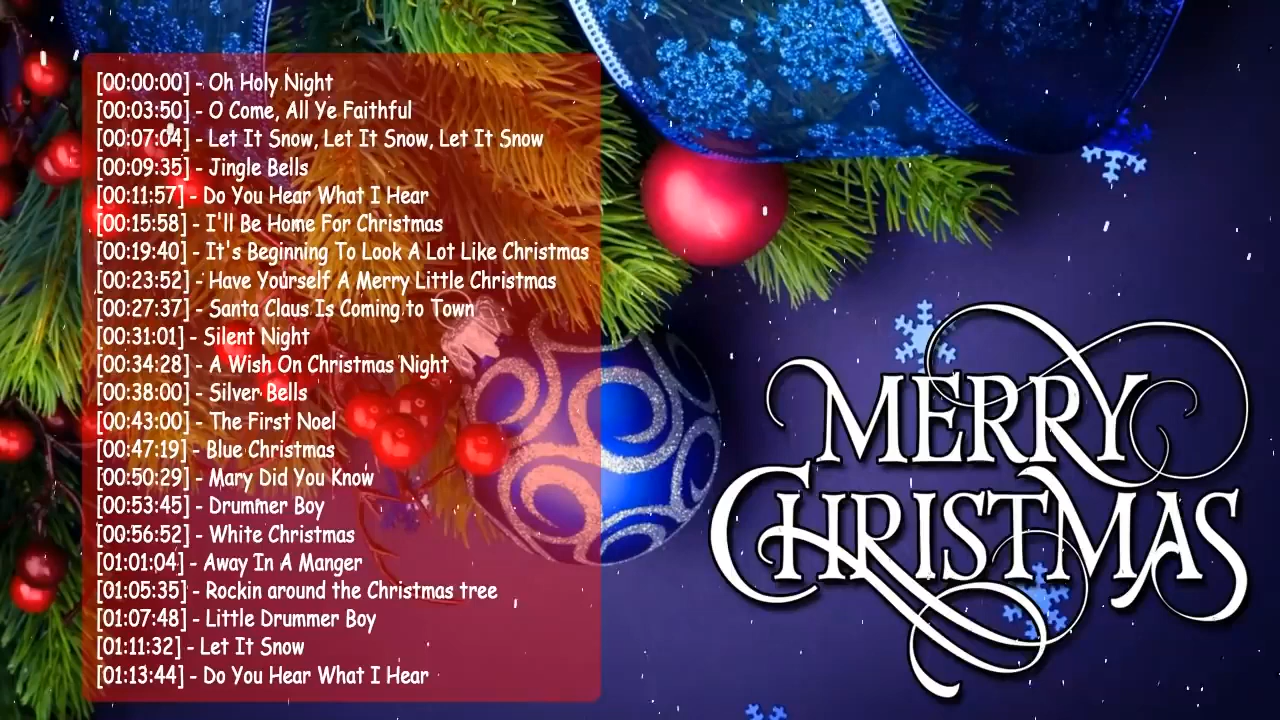 [00:00:00] - Oh Holy Night
[00:03:50] - O Come, All Ye Faithful
[00:07:04] - Let It Snow, Let It Snow, Let It Snow
[00:09:35] - Jingle Bells
[00:11:57] - Do You Hear What I Hear
[00:15:58] - I'll Be Home For Christmas
[00:19:40] - It's Beginning To Look A Lot Like Christmas
[00:23:52] - Have Yourself A Merry Little Christmas
[00:27:37] - Santa Claus Is Coming to Town
[00:31:01] - Silent Night
[00:34:28] - A Wish On Christmas Night
[00:38:00] - Silver Bells
[00:43:00] - The First Noel
[00:47:19] - Blue Christmas
[00:50:29] - Mary Did You Know
[00:53:45] - Drummer Boy
[00:56:52] - White Christmas
[01:01:04] - Away In A Manger
[01:05:35] - Rockin around the Christmas tree
[01:07:48] - Little Drummer Boy
[01:11:32] - Let It Snow
[01:13:44] - Do You Hear What I Hear
MERRY
CHRISTMAS